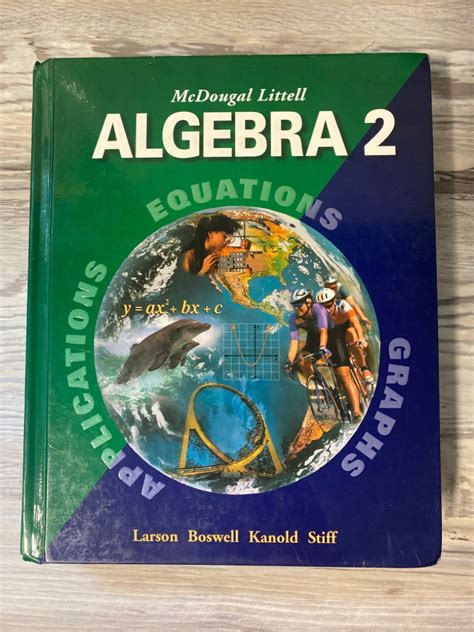 McDougal Littell
ALGEBRA 2
EQUATIONS
APPLICATIONS
GRAPHS
y = ax² + bx + c
Larson Boswell Kanold Stiff